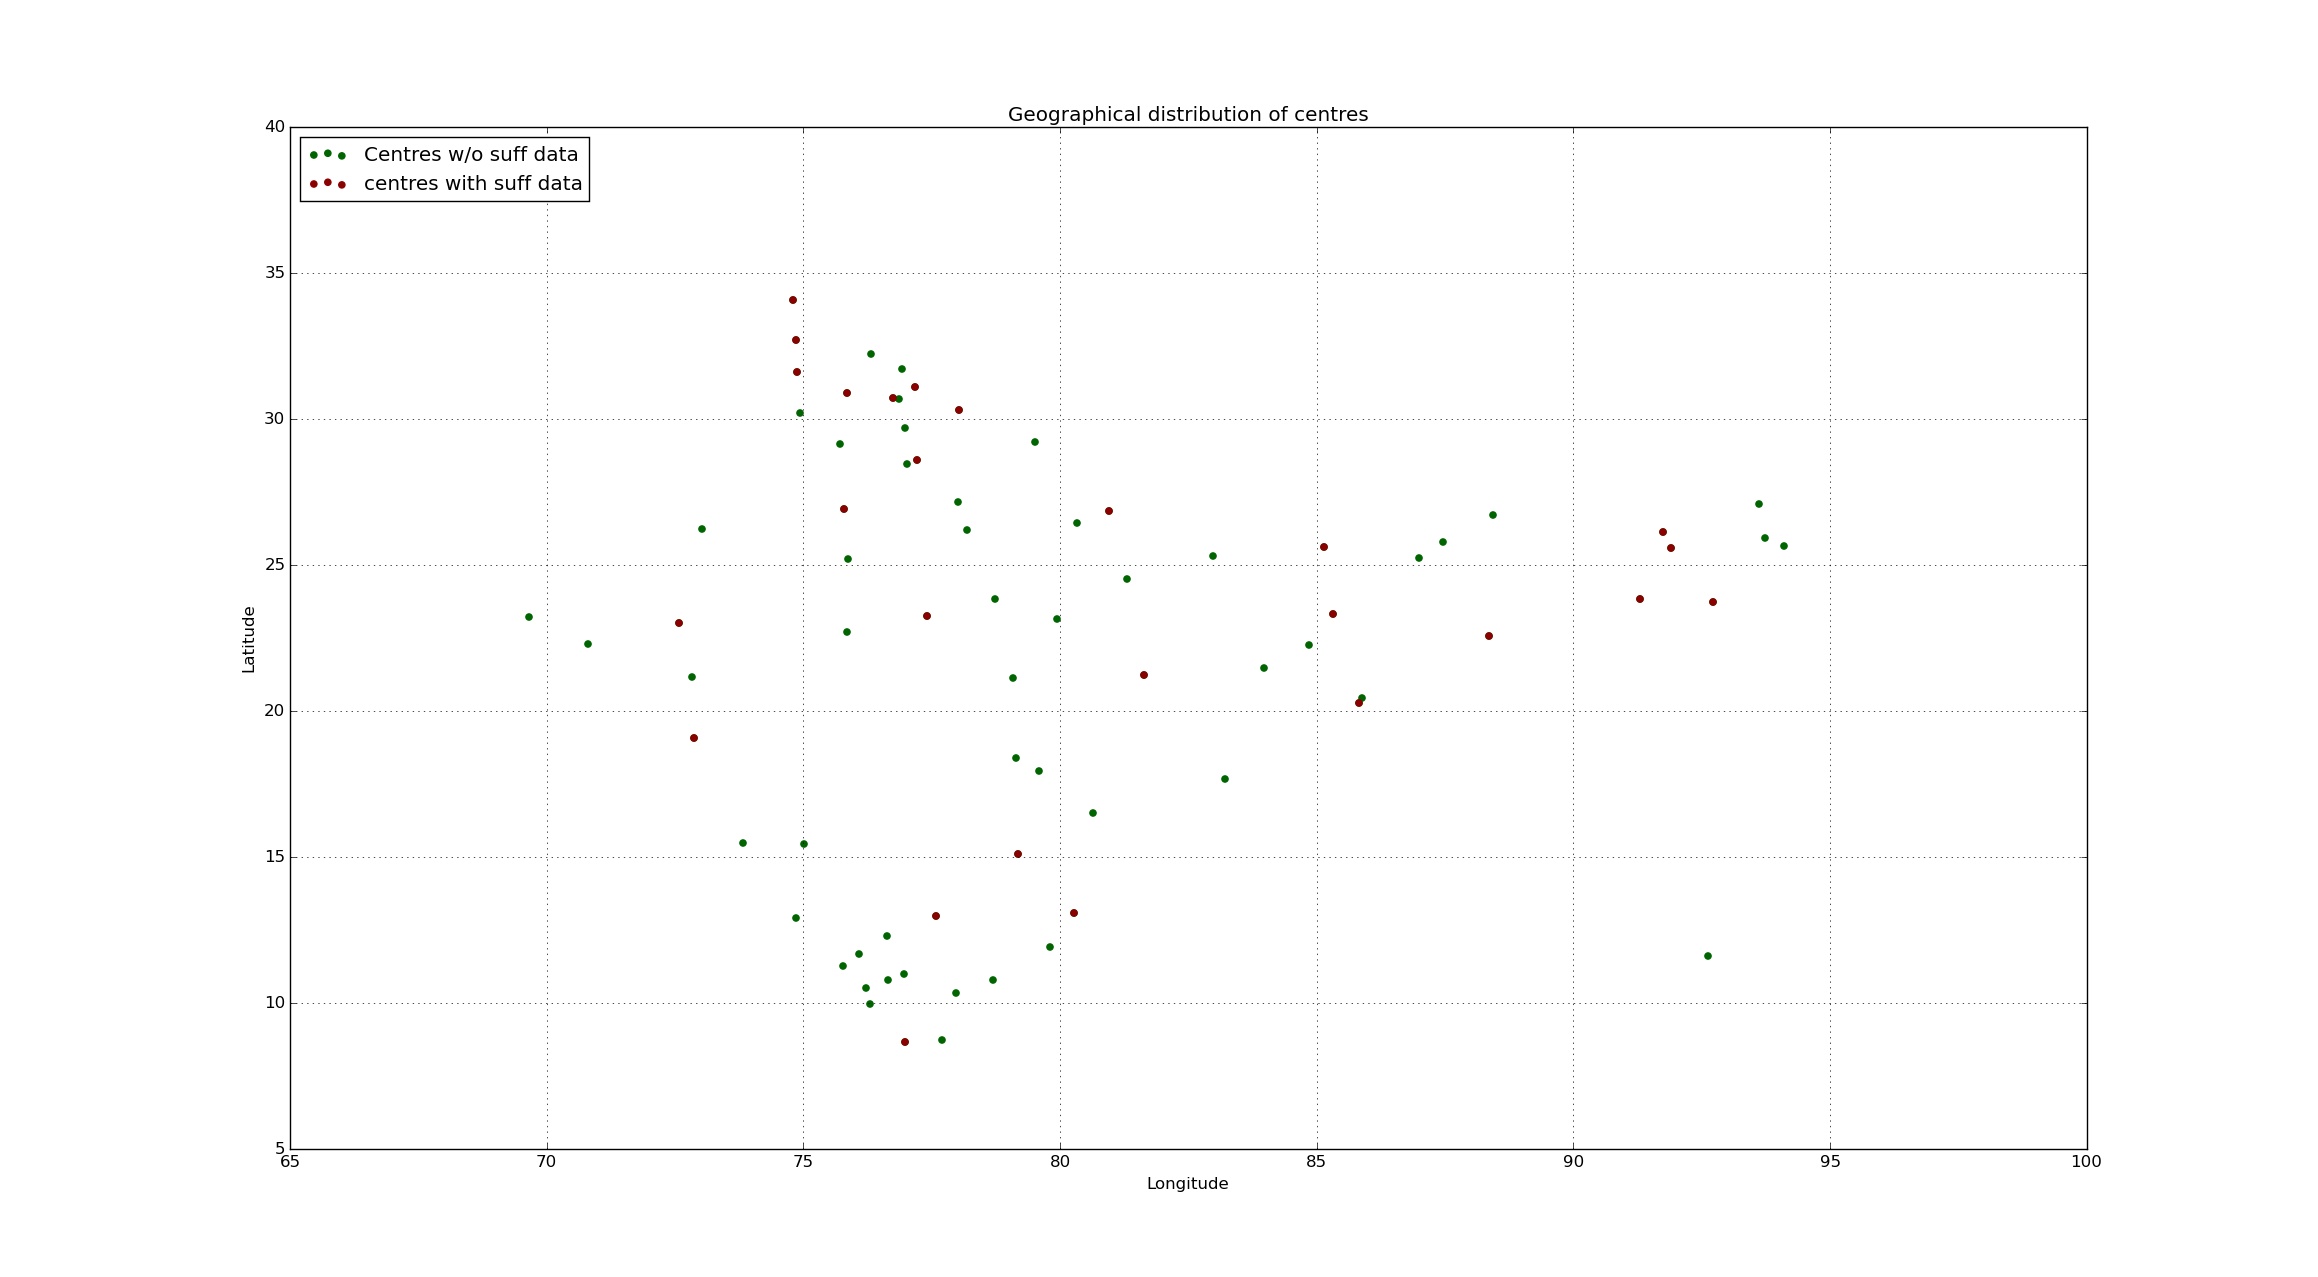 Geographical distribution of centres
Centres w/o suff data
centres with suff data
40
35
30
25
20
15
10
5
Latitude
65 70 75 80 85 90 95 100
Longitude